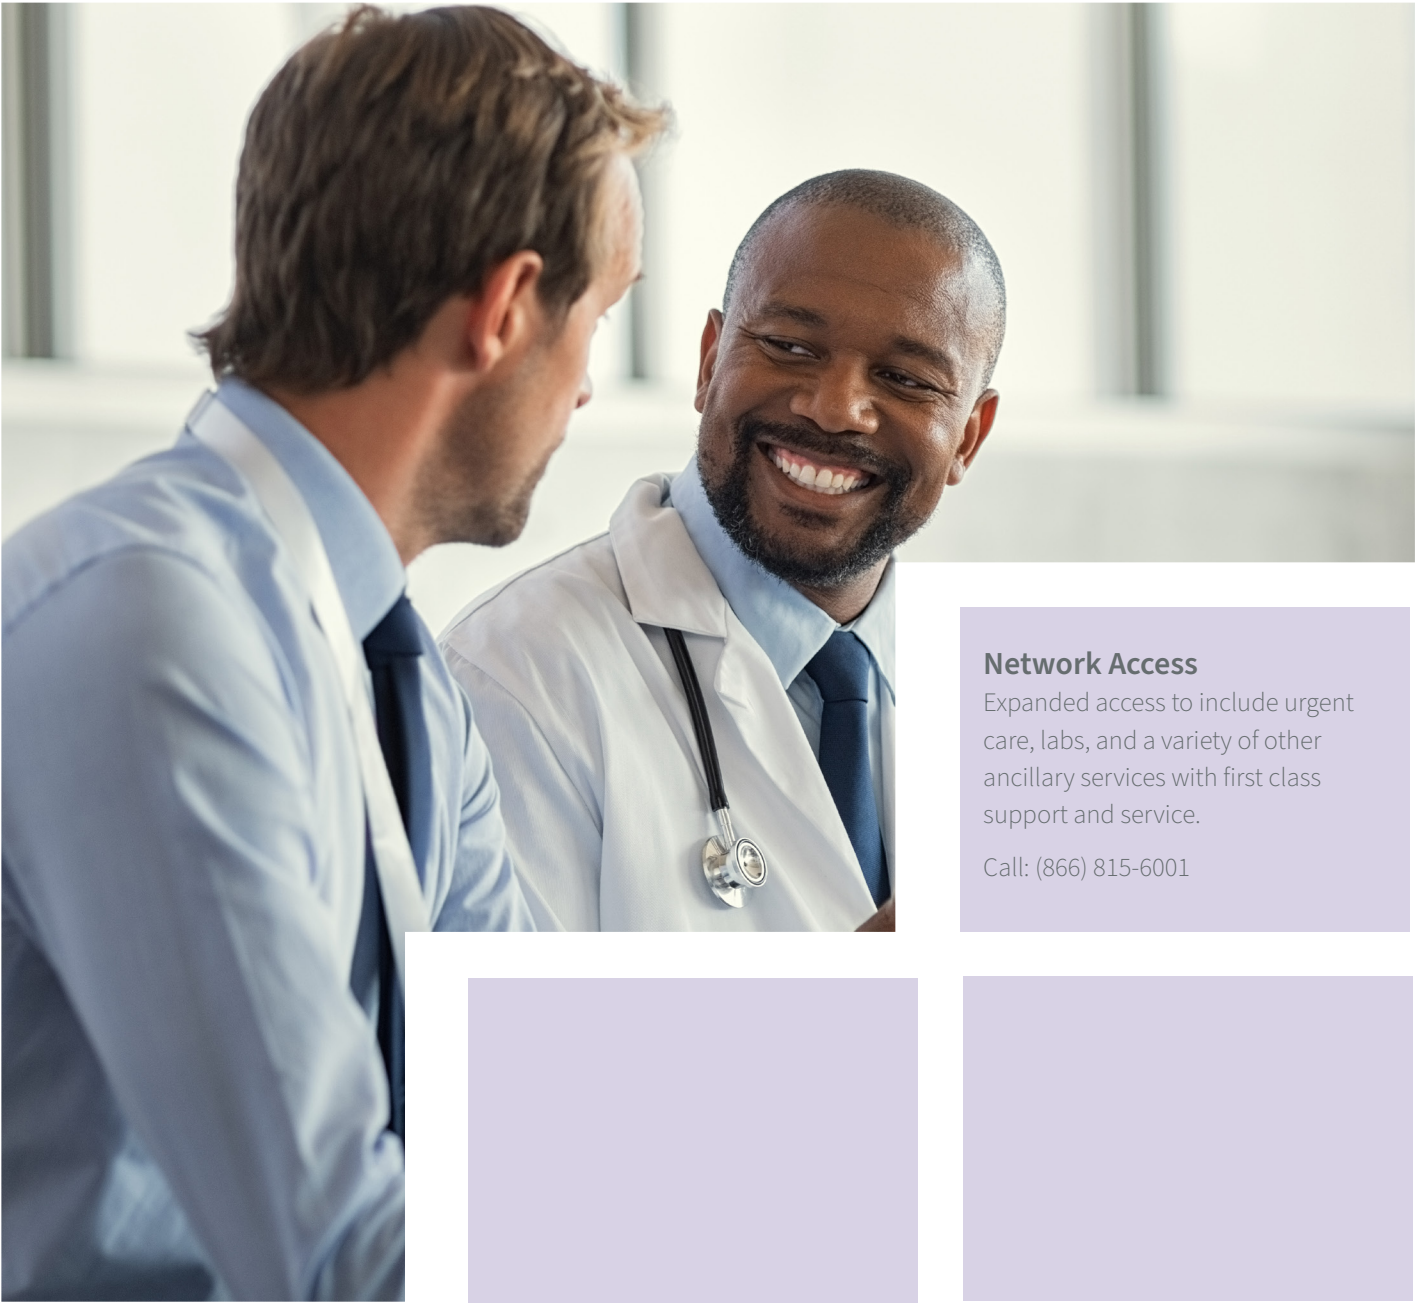 Network Access
Expanded access to include urgent
care, labs, and a variety of other
ancillary services with first class
support and service.
Call: (866) 815-6001